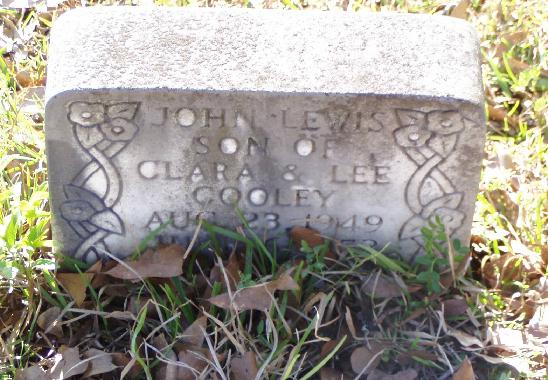 JOHN LEWIS
SON OF
CLARA & LEE
COOLEY
AUG. 23, 1949